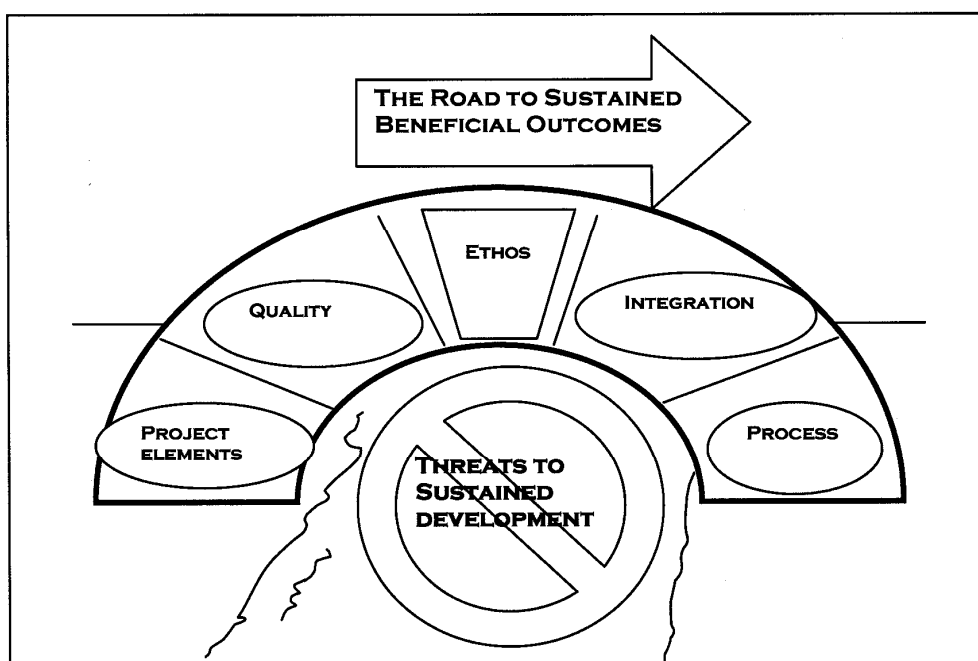 THE ROAD TO SUSTAINED
BENEFICIAL OUTCOMES
ETHOS
QUALITY
INTEGRATION
PROJECT
ELEMENTS
PROCESS
THREATS TO
SUSTAINED
DEVELOPMENT